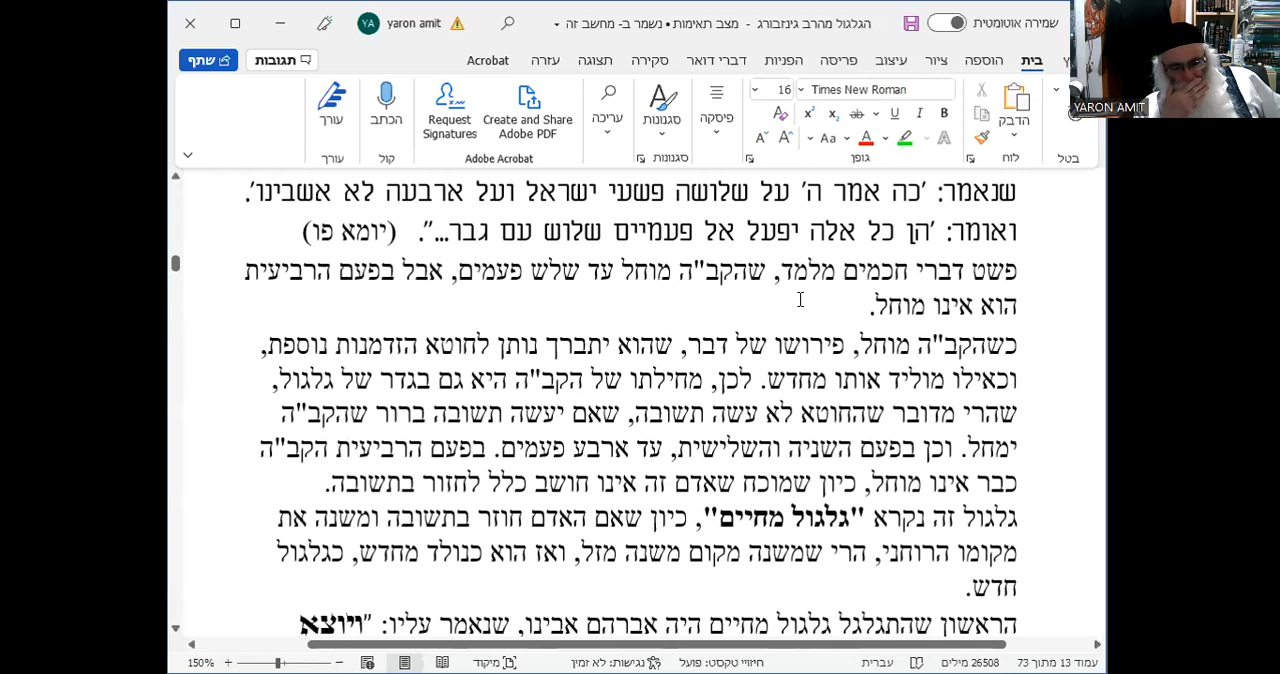 שמירה אוטומטית
הגלגול מהרב גינזבורג - מצב תאימות • נשמר ב- מחשב זה
yaron amit
YA
בית
הוספה
ציור
עיצוב
הפניות
דברי דואר
סקירה
תצוגה
עזרה
Acrobat
תגובות
שתף
YARON AMIT
הדבק
Times New Roman
16
פיסקה
סגנונות
עריכה
Create and Share
Adobe PDF
Request
Signatures
הכתב
עורך
בטל
לוח
גופן
סגנונות
Adobe Acrobat
קול
עורך
שנאמר: 'כה אמר ה' על שלושה פשעי ישראל ועל ארבעה לא אשבינו'.
ואומר: 'הן כל אלה יפעל אל פעמיים שלוש עם גבר...". (יומא פו)
פשט דברי חכמים מלמד, שהקב"ה מוחל עד שלש פעמים, אבל בפעם הרביעית
הוא אינו מוחל.
כשהקב"ה מוחל, פירושו של דבר, שהוא יתברך נותן לחוטא הזדמנות נוספת,
וכאילו מוליד אותו מחדש. לכן, מחילתו של הקב"ה היא גם בגדר של גלגול,
שהרי מדובר שהחוטא לא עשה תשובה, שאם יעשה תשובה ברור שהקב"ה
ימחל. וכן בפעם השניה והשלישית, עד ארבע פעמים. בפעם הרביעית הקב"ה
כבר אינו מוחל, כיון שמוכח שאדם זה אינו חושב כלל לחזור בתשובה.
גלגול זה נקרא "גלגול מחיים", כיון שאם האדם חוזר בתשובה ומשנה את
מקומו הרוחני, הרי שמשנה מקום משנה מזל, ואז הוא כנולד מחדש, כגלגול
חדש.
הראשון שהתגלגל גלגול מחיים היה אברהם אבינו, שנאמר עליו: "ויוצא
עמוד 13 מתוך 73
26508 מילים
עברית
חיזוי טקסט: פועל
נגישות: לא זמין
מיקוד
150%